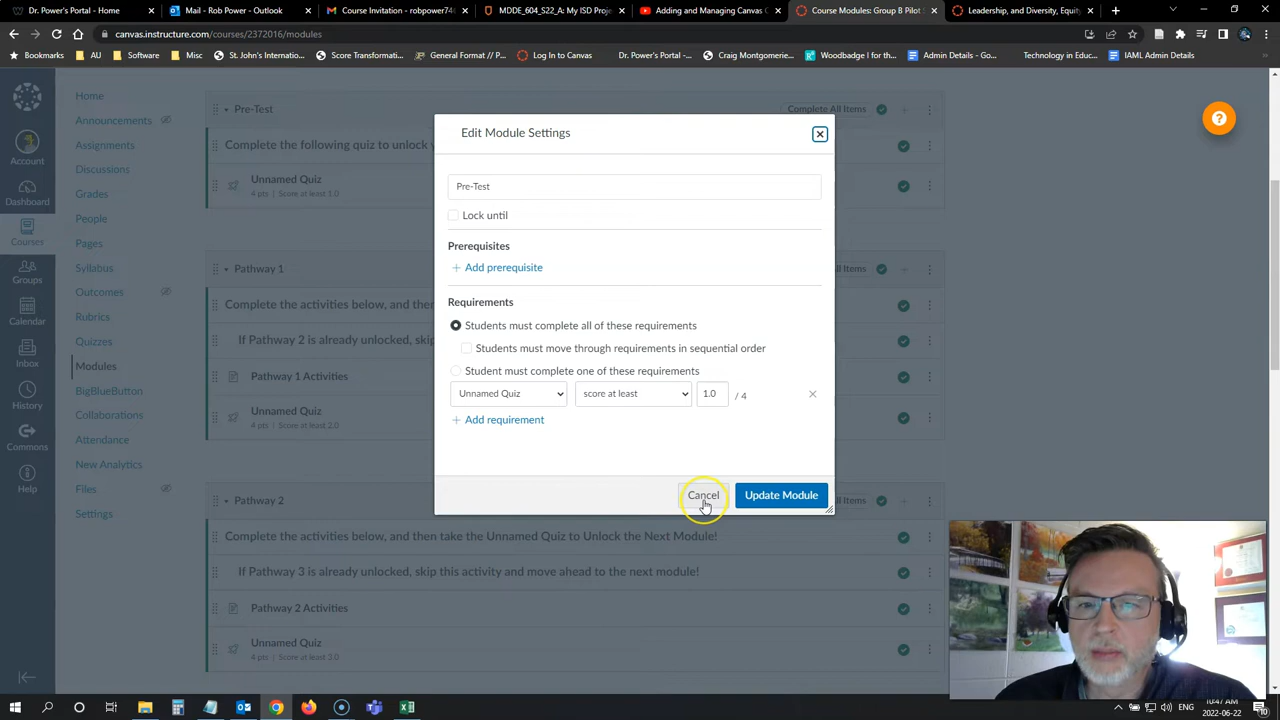 Dr. Power's Portal - Home
Mail - Rob Power - Outlook
Course Invitation - robpower74
MDDE_604_S22_A: My ISD Proje
Adding and Managing Canvas C
Course Modules: Group B Pilot
Leadership, and Diversity, Equity
canvas.instructure.com/courses/2372016/modules
Bookmarks
AU
Software
Misc
St. John's Internatio...
Score Transformati...
General Form // P...
Log In to Canvas
Dr. Power's Portal
Craig Montgomerie...
Woodbadge I for th...
Admin Details - Go...
Technology in Educ...
IAML Admin Details
Account
Dashboard
Courses
Groups
Calendar
Inbox
History
Commons
Help
Home
Announcements
Assignments
Discussions
Grades
People
Pages
Syllabus
Outcomes
Rubrics
Quizzes
Modules
BigBlueButton
Collaborations
Attendance
New Analytics
Files
Settings
Pre-Test
Complete All Items
Complete the following quiz to unlock y
Unnamed Quiz
4 pts | Score at least 1.0
Pathway 1
All Items
Complete the activities below, and then
If Pathway 2 is already unlocked, skip
Pathway 1 Activities
Unnamed Quiz
4 pts | Score at least 2.0
Pathway 2
All Items
Complete the activities below, and then take the Unnamed Quiz to Unlock the Next Module!
If Pathway 3 is already unlocked, skip this activity and move ahead to the next module!
Pathway 2 Activities
Unnamed Quiz
4 pts | Score at least 3.0
Edit Module Settings
Pre-Test
Lock until
Prerequisites
+ Add prerequisite
Requirements
Students must complete all of these requirements
Students must move through requirements in sequential order
Student must complete one of these requirements
Unnamed Quiz
score at least
1.0
/ 4
+ Add requirement
Cancel
Update Module
ENG
10:47 AM
2022-06-22